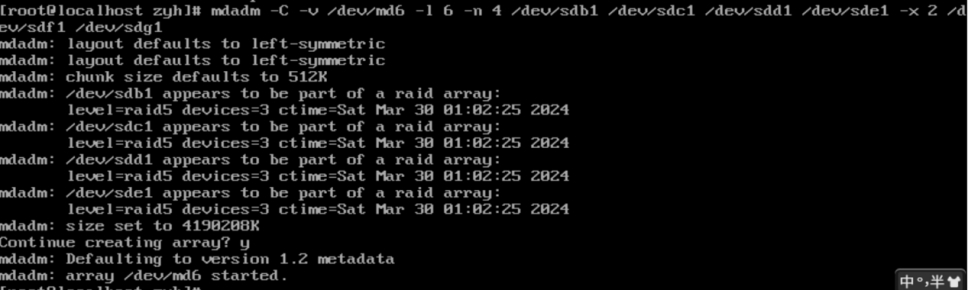 [root@localhost zyh]# mdadm -C -v /dev/md6 -l 6 -n 4 /dev/sdb1 /dev/sdc1 /dev/sdd1 /dev/sde1 -x 2 /d
ev/sdf1 /dev/sdg1
mdadm: layout defaults to left-symmetric
mdadm: layout defaults to left-symmetric
mdadm: chunk size defaults to 512K
mdadm: /dev/sdb1 appears to be part of a raid array:
       level=raid5 devices=3 ctime=Sat Mar 30 01:02:25 2024
mdadm: /dev/sdc1 appears to be part of a raid array:
       level=raid5 devices=3 ctime=Sat Mar 30 01:02:25 2024
mdadm: /dev/sdd1 appears to be part of a raid array:
       level=raid5 devices=3 ctime=Sat Mar 30 01:02:25 2024
mdadm: /dev/sde1 appears to be part of a raid array:
       level=raid5 devices=3 ctime=Sat Mar 30 01:02:25 2024
mdadm: size set to 4190208K
Continue creating array? y
mdadm: Defaulting to version 1.2 metadata
mdadm: array /dev/md6 started.
[root@localhost zyh]#
中°,半